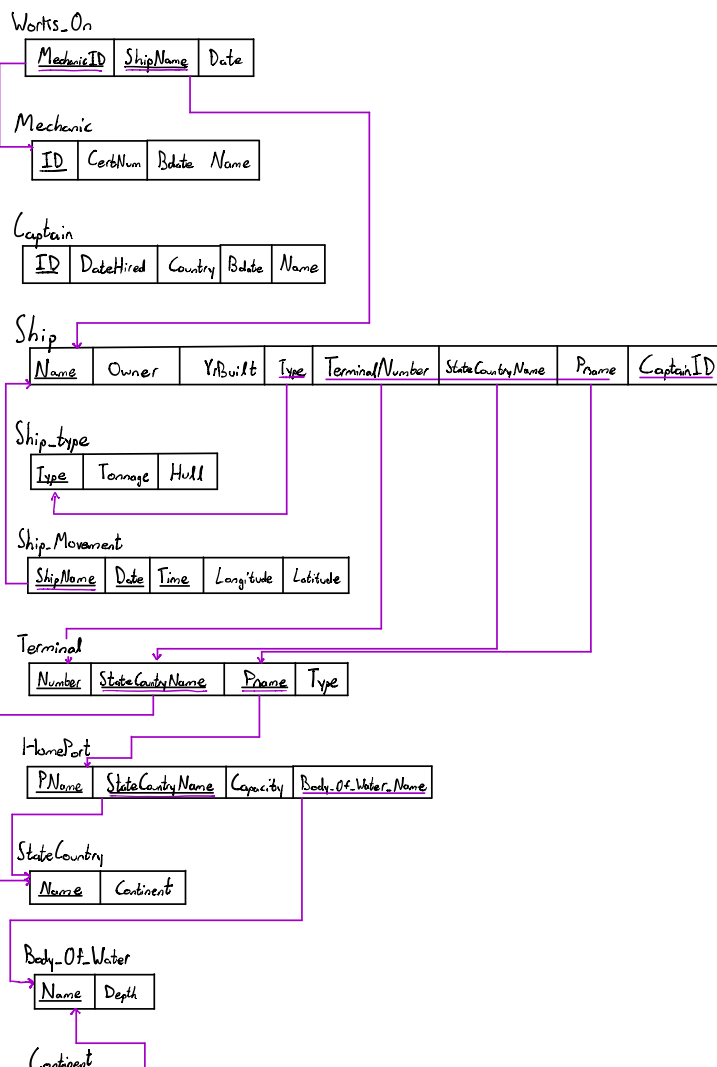 Works_On
MechanicID ShipName Date
Mechanic
ID CertNum Bdate Name
Captain
ID DateHired Country Bdate Name
Ship
Name Owner YrBuilt Type TerminalNumber StateCountryName Pname CaptainID
Ship_type
Type Tonnage Hull
Ship_Movement
ShipName Date Time Longitude Latitude
Terminal
Number StateCountryName Pname Type
HomePort
PName StateCountryName Capacity Body_Of_Water_Name
StateCountry
Name Continent
Body_Of_Water
Name Depth
Continent